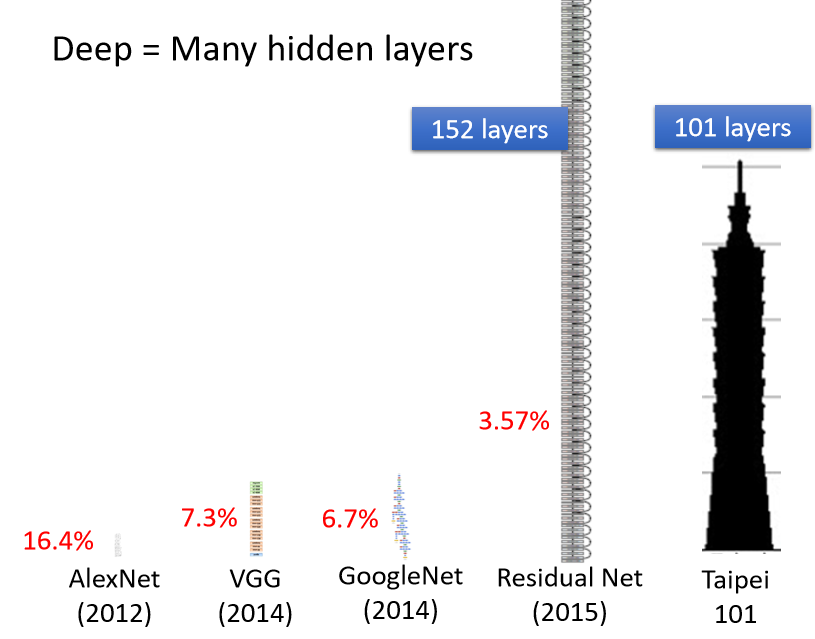 Deep = Many hidden layers
152 layers
101 layers
3.57%
7.3%
6.7%
16.4%
AlexNet
(2012)
VGG
(2014)
GoogleNet
(2014)
Residual Net
(2015)
Taipei
101